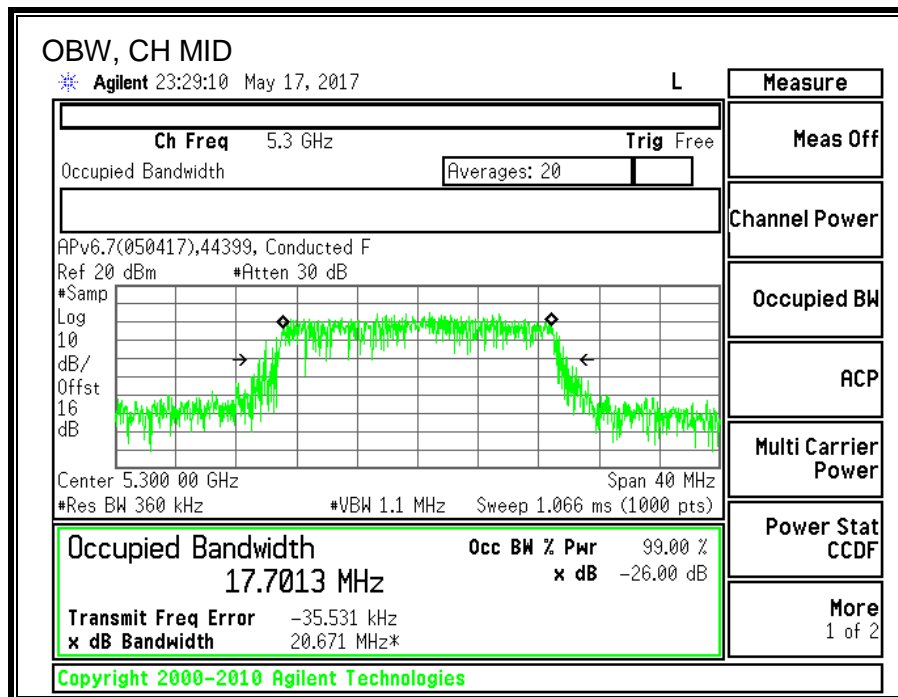 OBW, CH MID
Agilent 23:29:10 May 17, 2017 L Measure
Ch Freq 5.3 GHz Trig Free
Meas Off
Occupied Bandwidth Averages: 20
Channel Power
APv6.7(050417),44399, Conducted F
Ref 20 dBm #Atten 30 dB
#Samp
Log
10
dB/
Offst
16
dB
Occupied BW
ACP
Multi Carrier
Power
Center 5.300 00 GHz Span 40 MHz
#Res BW 360 kHz #VBW 1.1 MHz Sweep 1.066 ms (1000 pts)
Power Stat
CCDF
Occupied Bandwidth Occ BW % Pwr 99.00 %
17.7013 MHz x dB -26.00 dB
Transmit Freq Error -35.531 kHz
x dB Bandwidth 20.671 MHz*
More
1 of 2
Copyright 2000-2010 Agilent Technologies